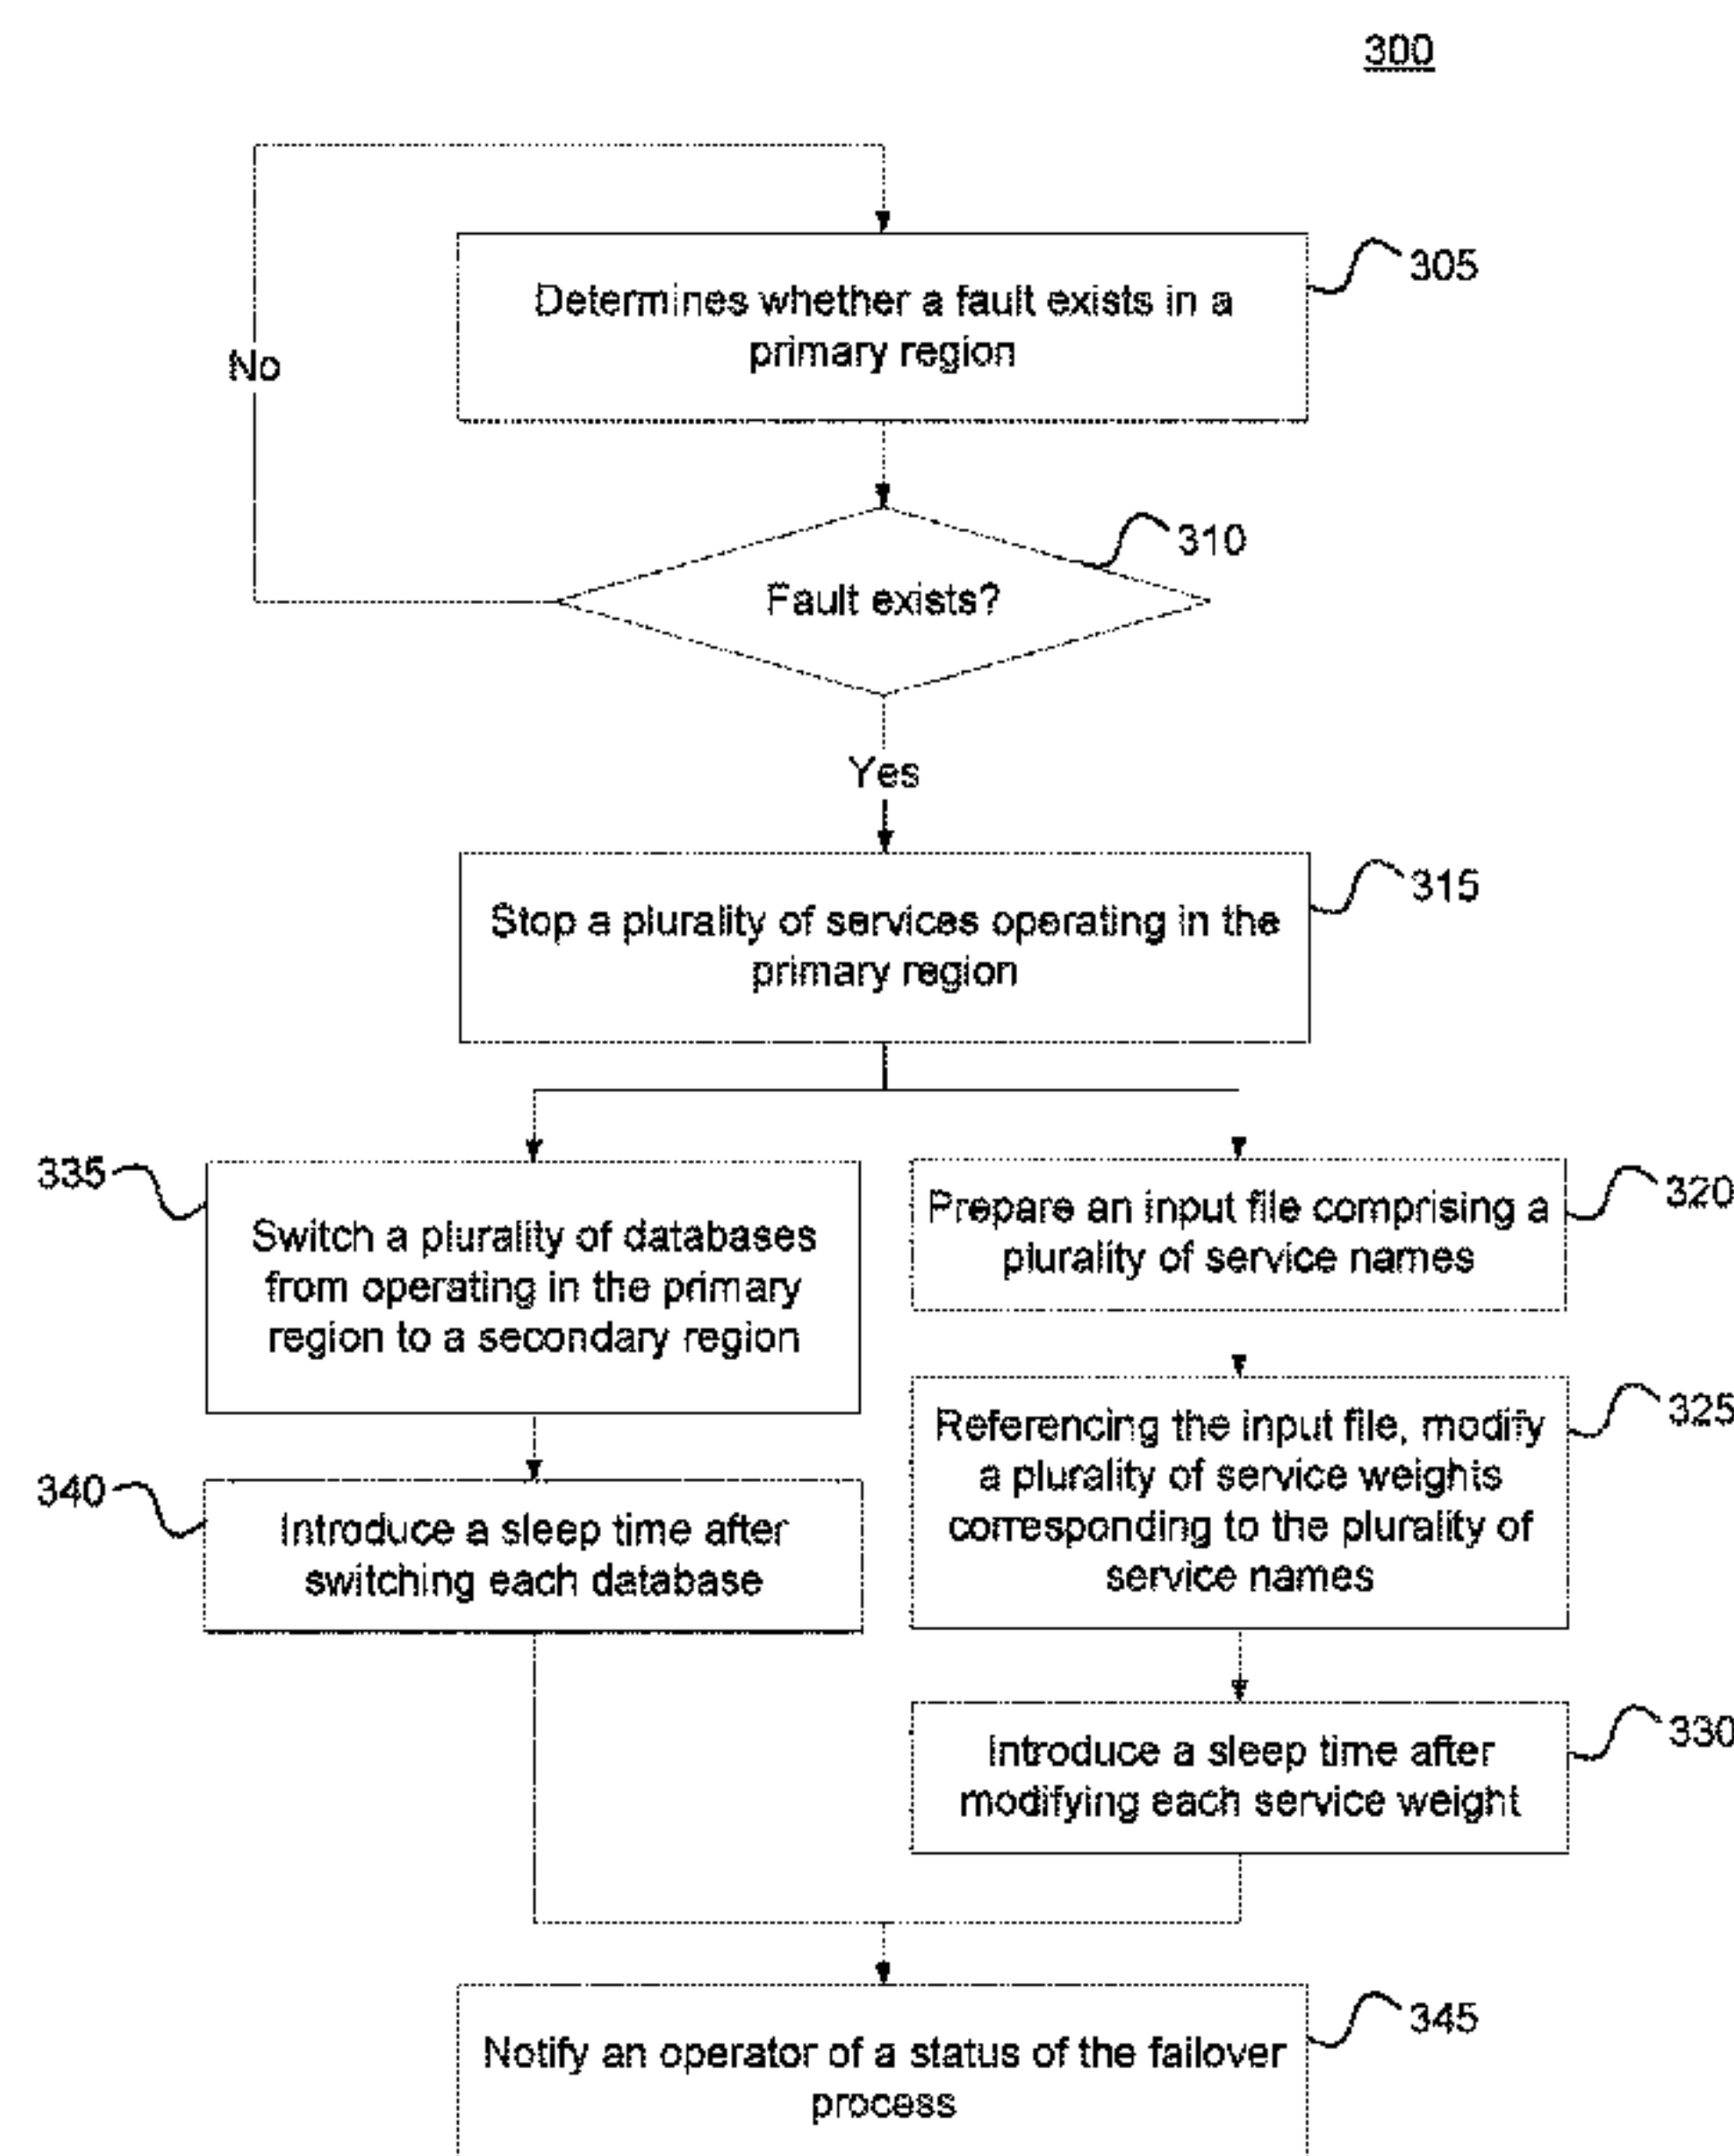 300
Determines whether a fault exists in a
primary region
305
No
Fault exists?
310
Yes
Stop a plurality of services operating in the
primary region
315
335
Switch a plurality of databases
from operating in the primary
region to a secondary region
Prepare an input file comprising a
plurality of service names
320
Referencing the input file, modify
a plurality of service weights
corresponding to the plurality of
service names
325
340
Introduce a sleep time after
switching each database
Introduce a sleep time after
modifying each service weight
330
Notify an operator of a status of the failover
process
345